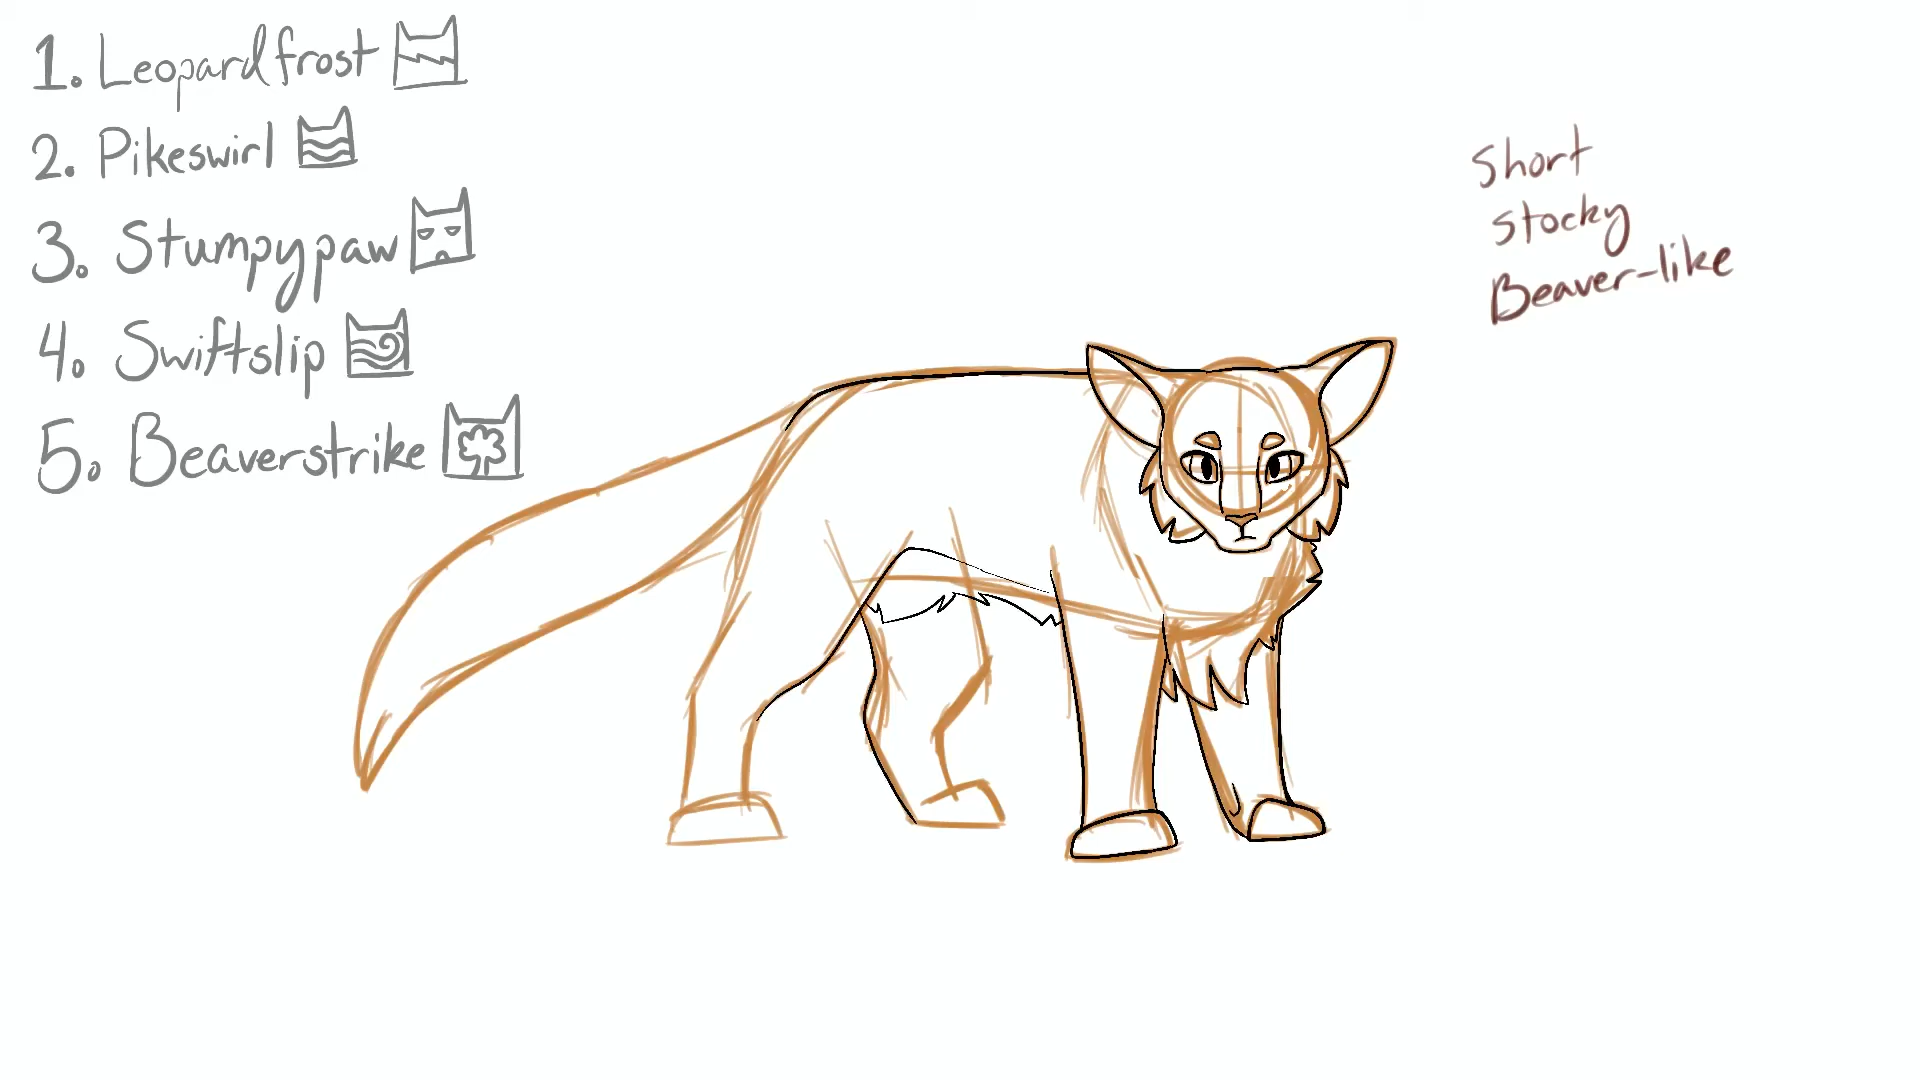 1. Leopardfrost
2. Pikeswirl
3. Stumpypaw
4. Swiftslip
5. Beaverstrike
Short
Stocky
Beaver-like